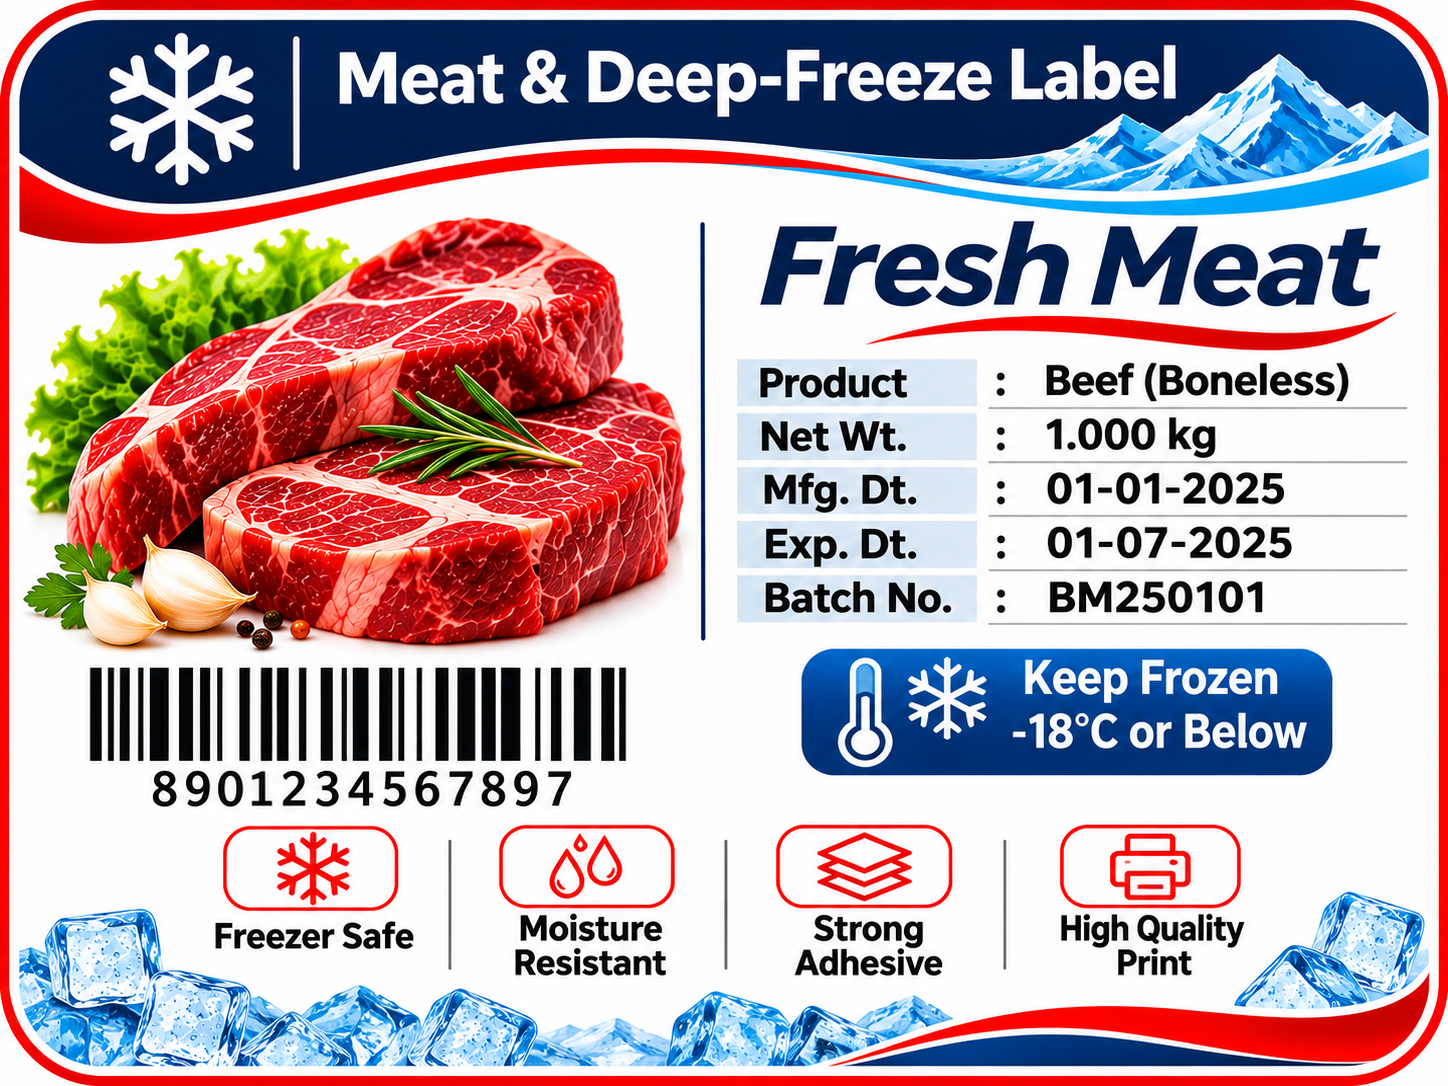 Meat & Deep-Freeze Label
Fresh Meat
Product : Beef (Boneless)
Net Wt. : 1.000 kg
Mfg. Dt. : 01-01-2025
Exp. Dt. : 01-07-2025
Batch No. : BM250101
Keep Frozen
-18°C or Below
8901234567897
Freezer Safe
Moisture
Resistant
Strong
Adhesive
High Quality
Print